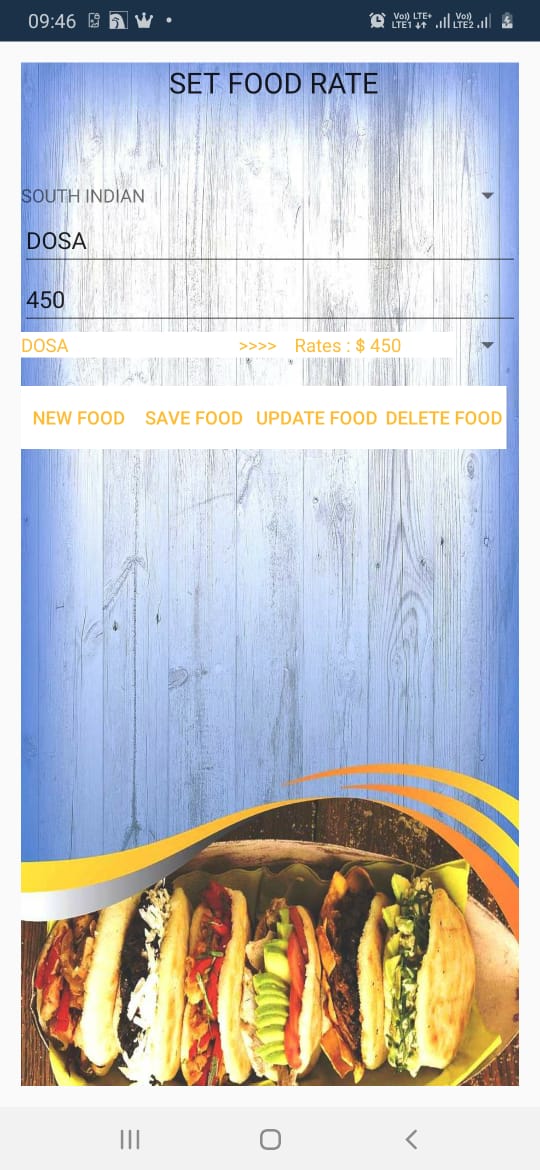 09:46 Vo) LTE+ LTE1 Vo) LTE2
SET FOOD RATE
SOUTH INDIAN
DOSA
450
DOSA >>>> Rates : $ 450
NEW FOOD SAVE FOOD UPDATE FOOD DELETE FOOD